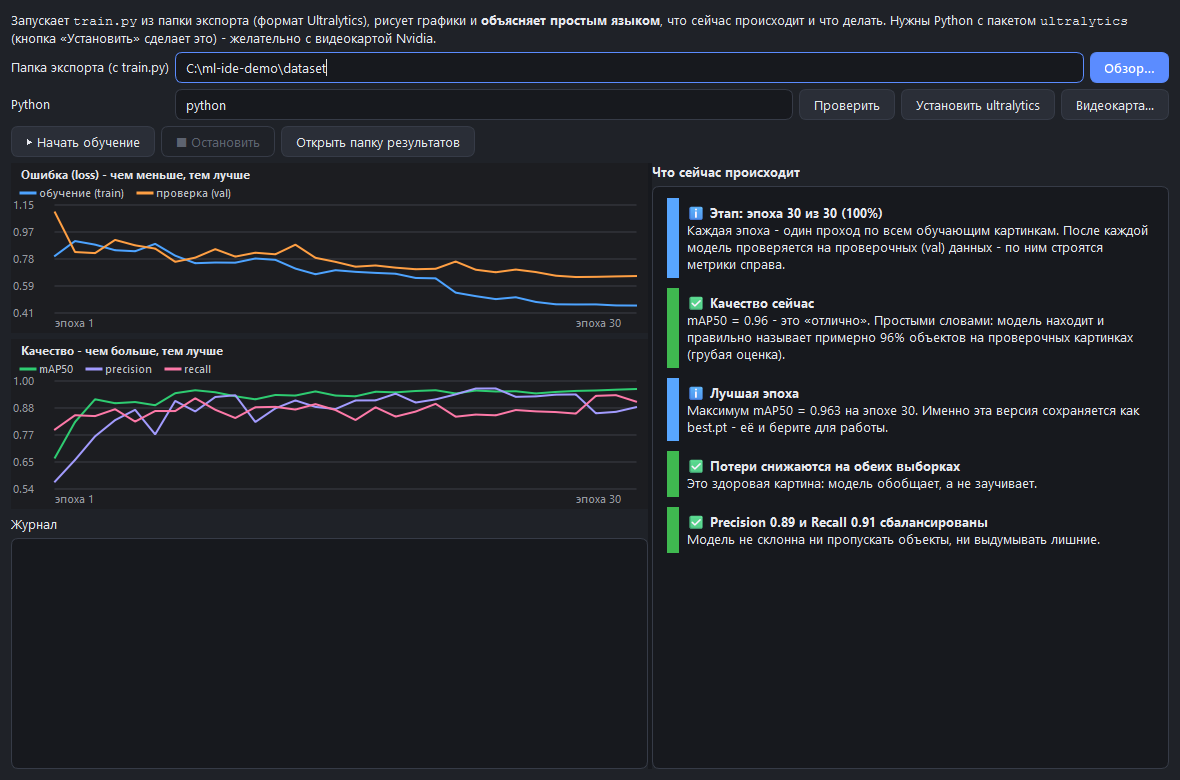 Запускает train.py из папки экспорта (формат Ultralytics), рисует графики и объясняет простым языком, что сейчас происходит и что делать. Нужны Python с пакетом ultralytics
(кнопка «Установить» сделает это) - желательно с видеокартой Nvidia.
Папка экспорта (с train.py)
C:\ml-ide-demo\dataset
Обзор...
Python
python
Проверить
Установить ultralytics
Видеокарта...
Начать обучение
Остановить
Открыть папку результатов
Ошибка (loss) - чем меньше, тем лучше
обучение (train) проверка (val)
1.15
0.97
0.78
0.59
0.41
эпоха 1 эпоха 30
Качество - чем больше, тем лучше
mAP50 precision recall
1.00
0.88
0.77
0.65
0.54
эпоха 1 эпоха 30
Журнал
Что сейчас происходит
Этап: эпоха 30 из 30 (100%)
Каждая эпоха - один проход по всем обучающим картинкам. После каждой
модель проверяется на проверочных (val) данных - по ним строятся
метрики справа.
Качество сейчас
mAP50 = 0.96 - это «отлично». Простыми словами: модель находит и
правильно называет примерно 96% объектов на проверочных картинках
(грубая оценка).
Лучшая эпоха
Максимум mAP50 = 0.963 на эпохе 30. Именно эта версия сохраняется как
best.pt - её и берите для работы.
Потери снижаются на обеих выборках
Это здоровая картина: модель обобщает, а не заучивает.
Precision 0.89 и Recall 0.91 сбалансированы
Модель не склонна ни пропускать объекты, ни выдумывать лишние.